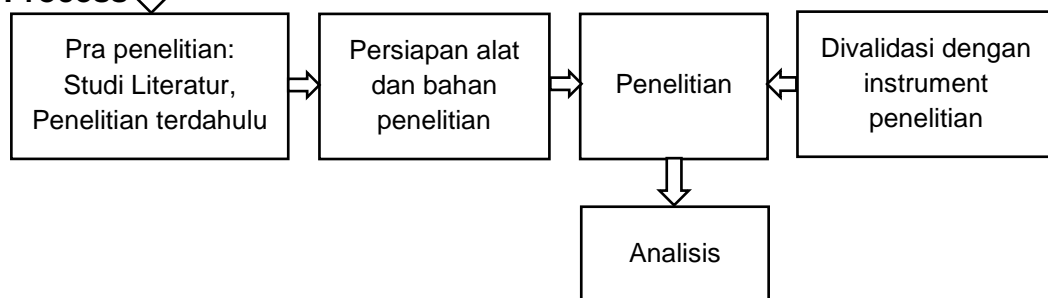 Process
Pra penelitian:
Studi Literatur,
Penelitian terdahulu
Persiapan alat
dan bahan
penelitian
Penelitian
Divalidasi dengan
instrument
penelitian
Analisis